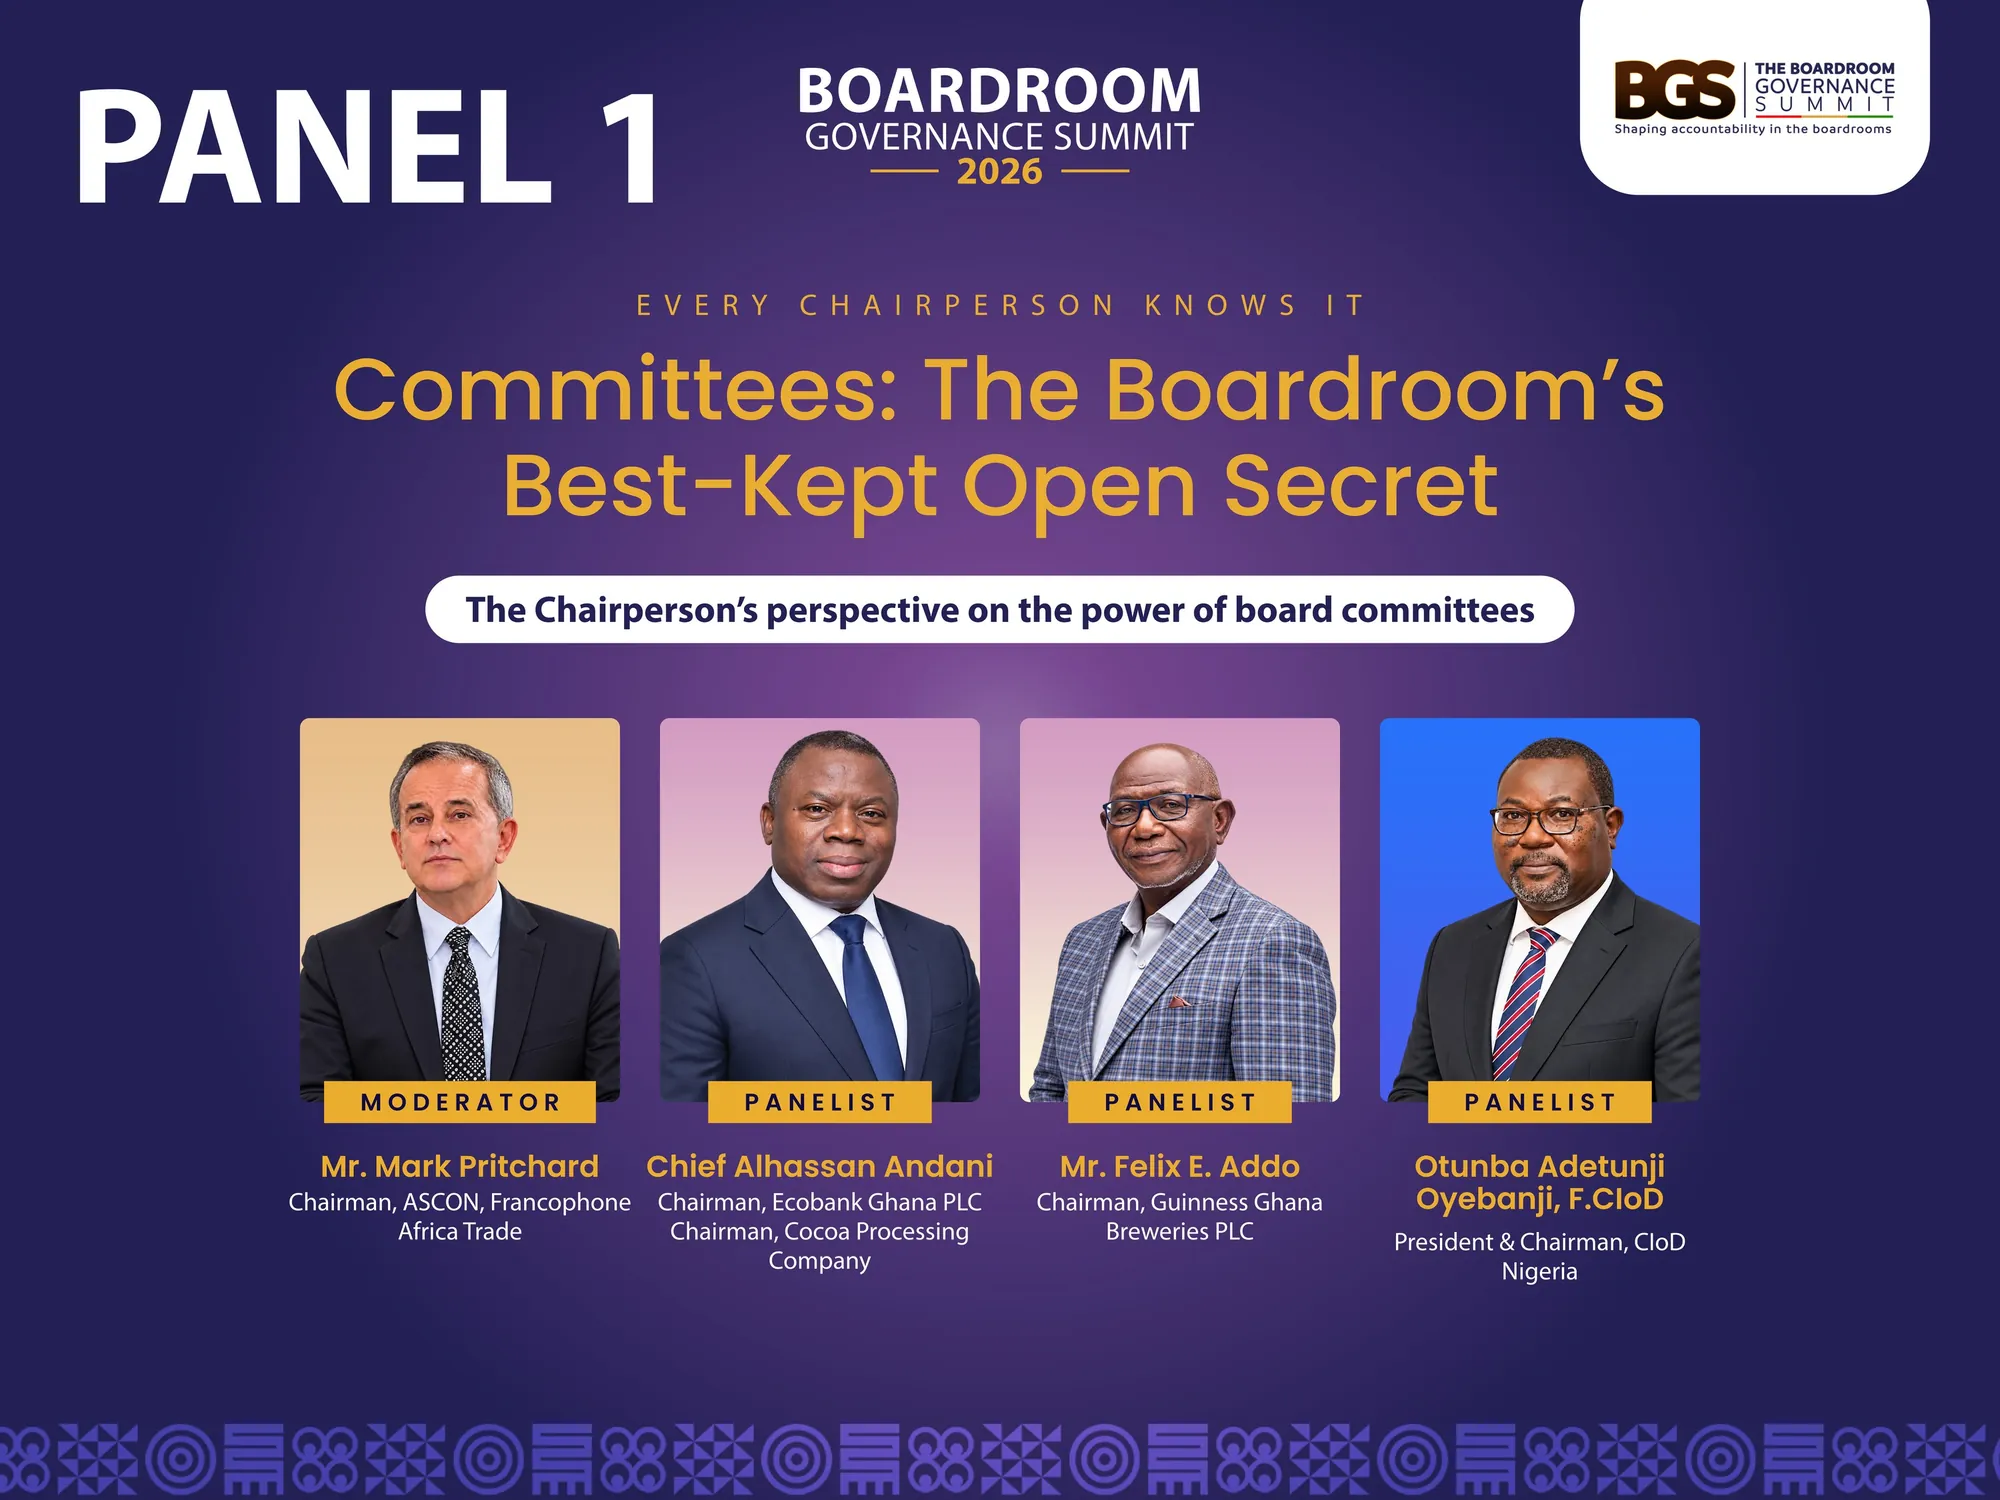 PANEL 1
BOARDROOM
GOVERNANCE SUMMIT
2026
BGS
THE BOARDROOM
GOVERNANCE
SUMMIT
Shaping accountability in the boardrooms
EVERY CHAIRPERSON KNOWS IT
Committees: The Boardroom’s
Best-Kept Open Secret
The Chairperson’s perspective on the power of board committees
MODERATOR
Mr. Mark Pritchard
Chairman, ASCON, Francophone
Africa Trade
PANELIST
Chief Alhassan Andani
Chairman, Ecobank Ghana PLC
Chairman, Cocoa Processing
Company
PANELIST
Mr. Felix E. Addo
Chairman, Guinness Ghana
Breweries PLC
PANELIST
Otunba Adetunji
Oyebanji, F.CIoD
President & Chairman, CIoD
Nigeria